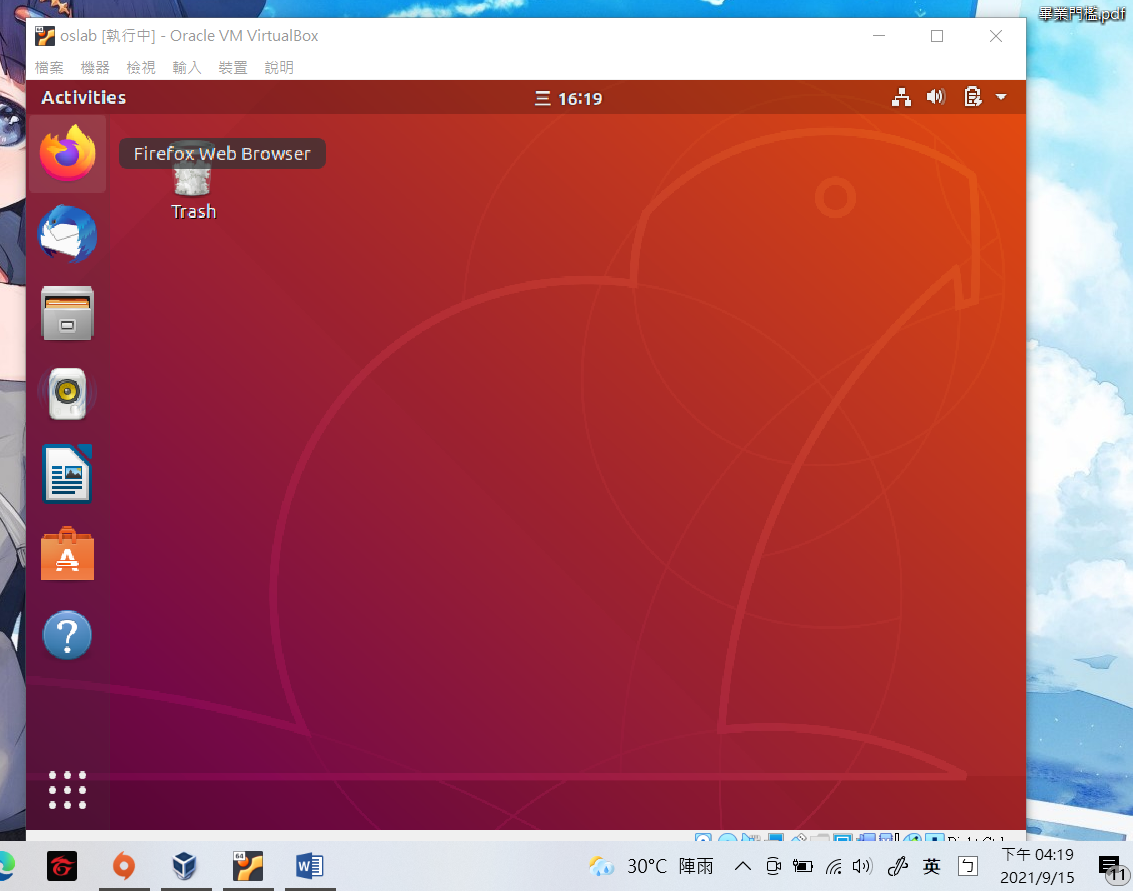 畢業門檻.pdf
oslab [執行中] - Oracle VM VirtualBox
檔案 機器 檢視 輸入 裝置 說明
Activities 三 16:19
Firefox Web Browser
Trash
64
30°C 陣雨 英 下午 04:19
2021/9/15
11